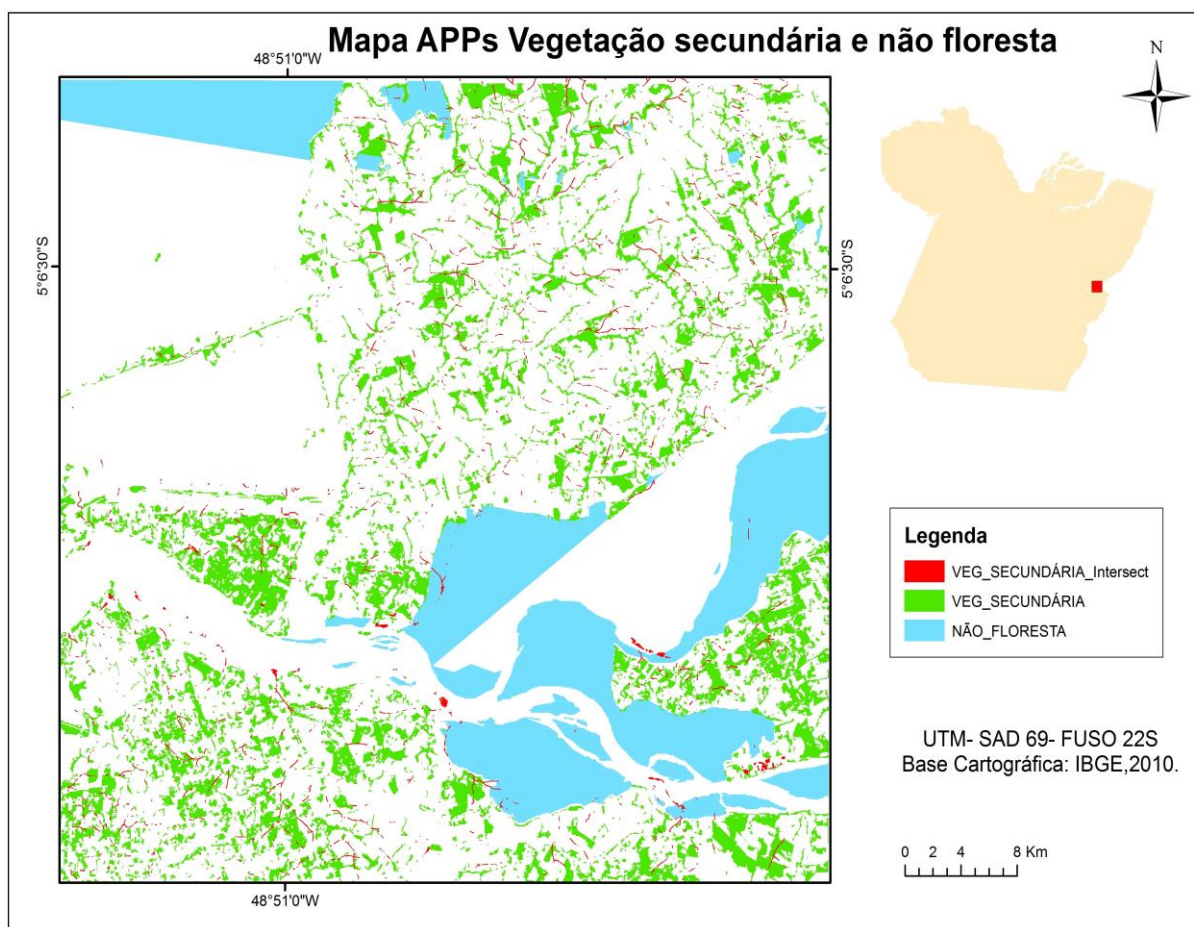 Mapa APPs Vegetação secundária e não floresta
48°51'0"W
N
5°6'30"S
5°6'30"S
Legenda
VEG_SECUNDÁRIA_Intersect
VEG_SECUNDÁRIA
NÃO_FLORESTA
UTM- SAD 69- FUSO 22S
Base Cartográfica: IBGE,2010.
0 2 4 8 Km
48°51'0"W